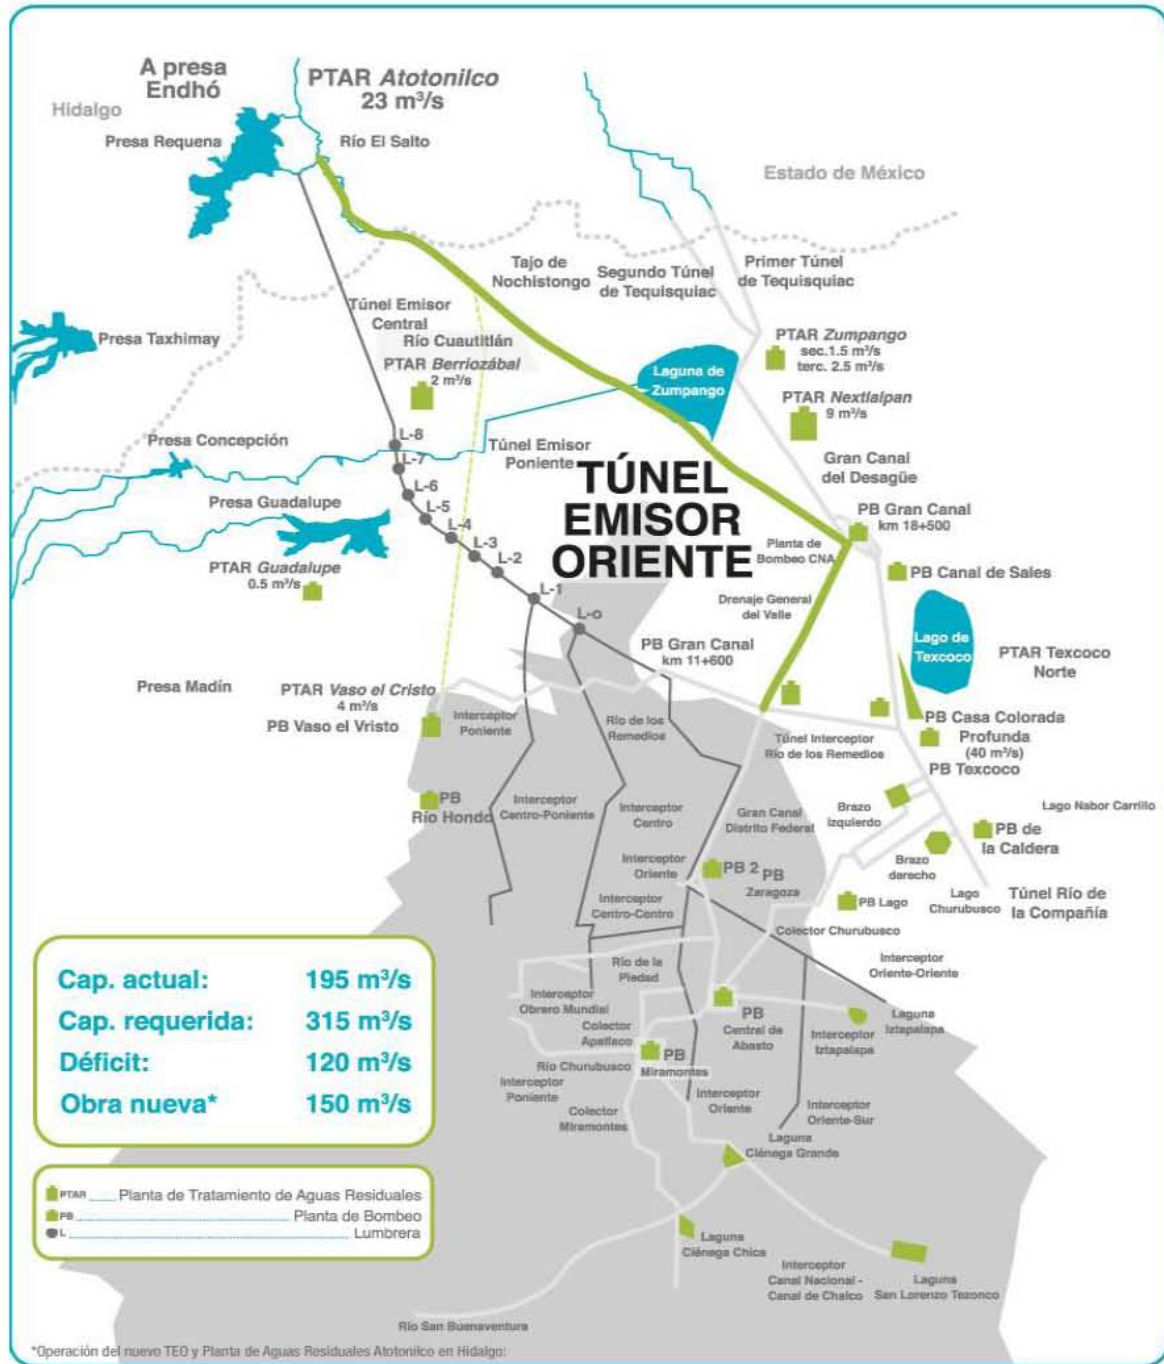 A presa
Endhó
PTAR Atotonilco
23 m³/s
Hidalgo
Presa Requena
Río El Salto
Estado de México
Tajo de
Nochistongo
Segundo Túnel
de Tequisquiac
Primer Túnel
de Tequisquiac
Túnel Emisor
Central
Río Cuautitlán
PTAR Berriozábal
2 m³/s
Presa Taxhimay
Laguna de
Zumpango
PTAR Zumpango
sec.1.5 m³/s
terc. 2.5 m³/s
PTAR Nextlalpan
9 m³/s
Presa Concepción
L-8
L-7
L-6
L-5
L-4
L-3
L-2
L-1
L-o
Túnel Emisor
Poniente
TÚNEL
EMISOR
ORIENTE
Gran Canal
del Desagüe
PB Gran Canal
km 18+500
Presa Guadalupe
Planta de
Bombeo CNA
PTAR Guadalupe
0.5 m³/s
PB Canal de Sales
Drenaje General
del Valle
Lago de
Texcoco
PTAR Texcoco
Norte
PB Gran Canal
km 11+600
Presa Madín
PTAR Vaso el Cristo
4 m³/s
PB Vaso el Vristo
Interceptor
Poniente
Río de los
Remedios
PB Casa Colorada
Profunda
(40 m³/s)
Túnel Interceptor
Río de los Remedios
PB Texcoco
PB
Río Hondo
Interceptor
Centro-Poniente
Interceptor
Centro
Gran Canal
Distrito Federal
Brazo
izquierdo
Lago Nabor Carrillo
PB de
la Caldera
Interceptor
Oriente
PB 2
PB
Zaragoza
Brazo
derecho
Interceptor
Centro-Centro
PB Lago
Lago
Churubusco
Túnel Río de
la Compañía
Colector Churubusco
Río de la
Piedad
Interceptor
Oriente-Oriente
Interceptor
Obrero Mundial
Colector
Apatlaco
PB
Central de
Abasto
Interceptor
Iztapalapa
Laguna
Iztapalapa
Río Churubusco
PB
Miramontes
Interceptor
Poniente
Colector
Miramontes
Interceptor
Oriente
Interceptor
Oriente-Sur
Laguna
Ciénega Grande
Laguna
Ciénega Chica
Interceptor
Canal Nacional -
Canal de Chalco
Laguna
San Lorenzo Tezonco
Río San Buenaventura
Cap. actual: 195 m³/s
Cap. requerida: 315 m³/s
Déficit: 120 m³/s
Obra nueva* 150 m³/s
PTAR ..... Planta de Tratamiento de Aguas Residuales
PB ..... Planta de Bombeo
L ..... Lumbrera
*Operación del nuevo TEO y Planta de Aguas Residuales Atotonilco en Hidalgo: